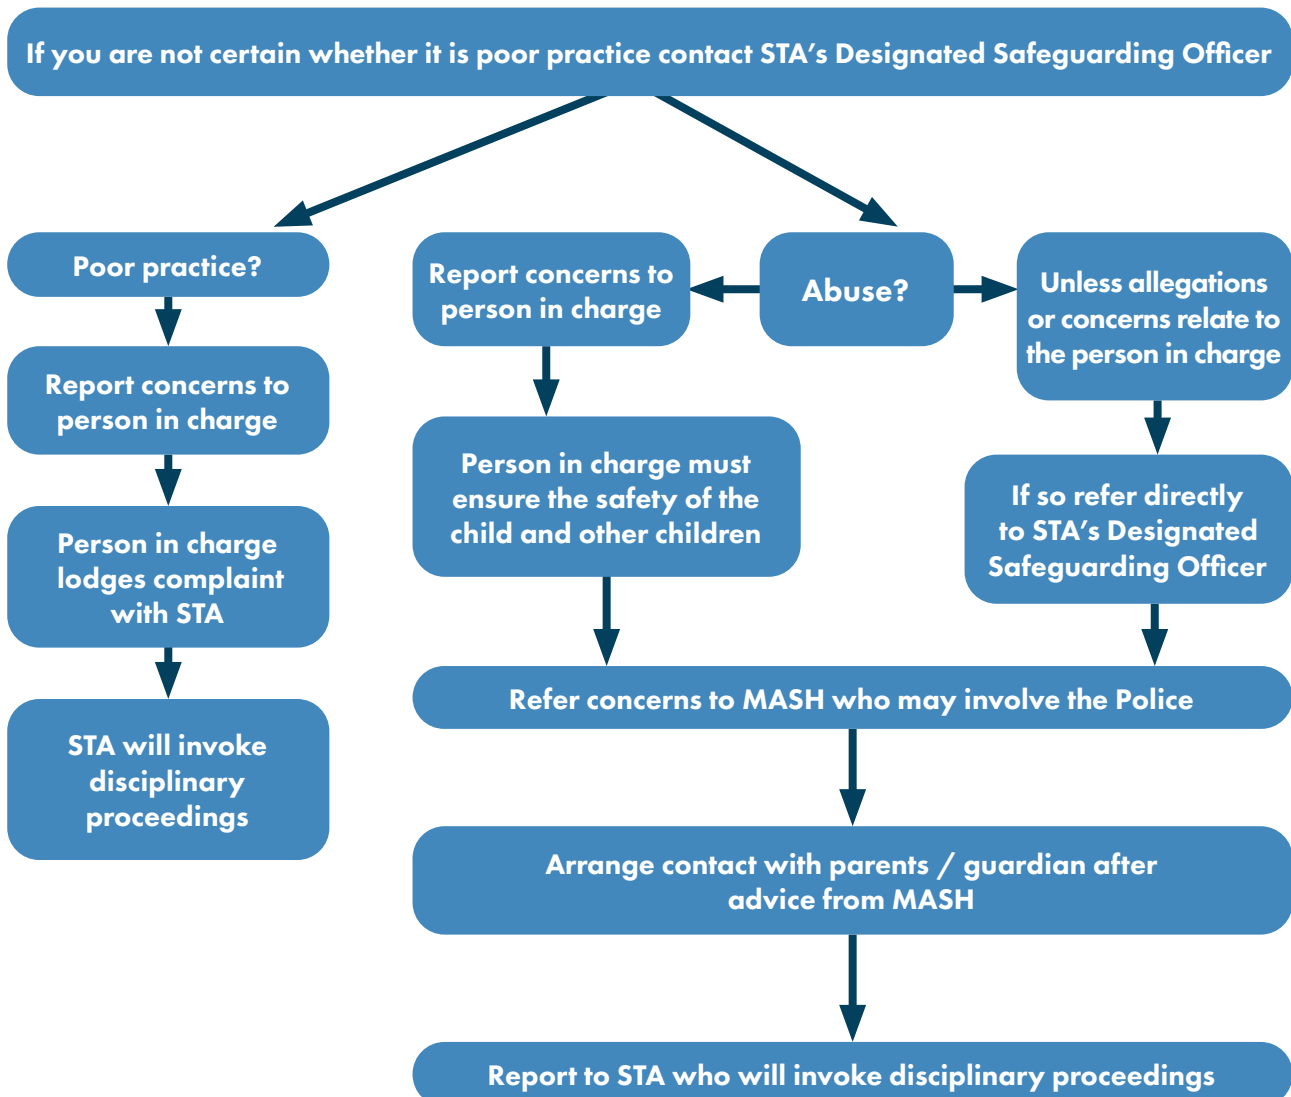 If you are not certain whether it is poor practice contact STA’s Designated Safeguarding Officer
Poor practice?
Report concerns to
person in charge
Person in charge
lodges complaint
with STA
STA will invoke
disciplinary
proceedings
Abuse?
Report concerns to
person in charge
Person in charge must
ensure the safety of the
child and other children
Unless allegations
or concerns relate to
the person in charge
If so refer directly
to STA’s Designated
Safeguarding Officer
Refer concerns to MASH who may involve the Police
Arrange contact with parents / guardian after
advice from MASH
Report to STA who will invoke disciplinary proceedings